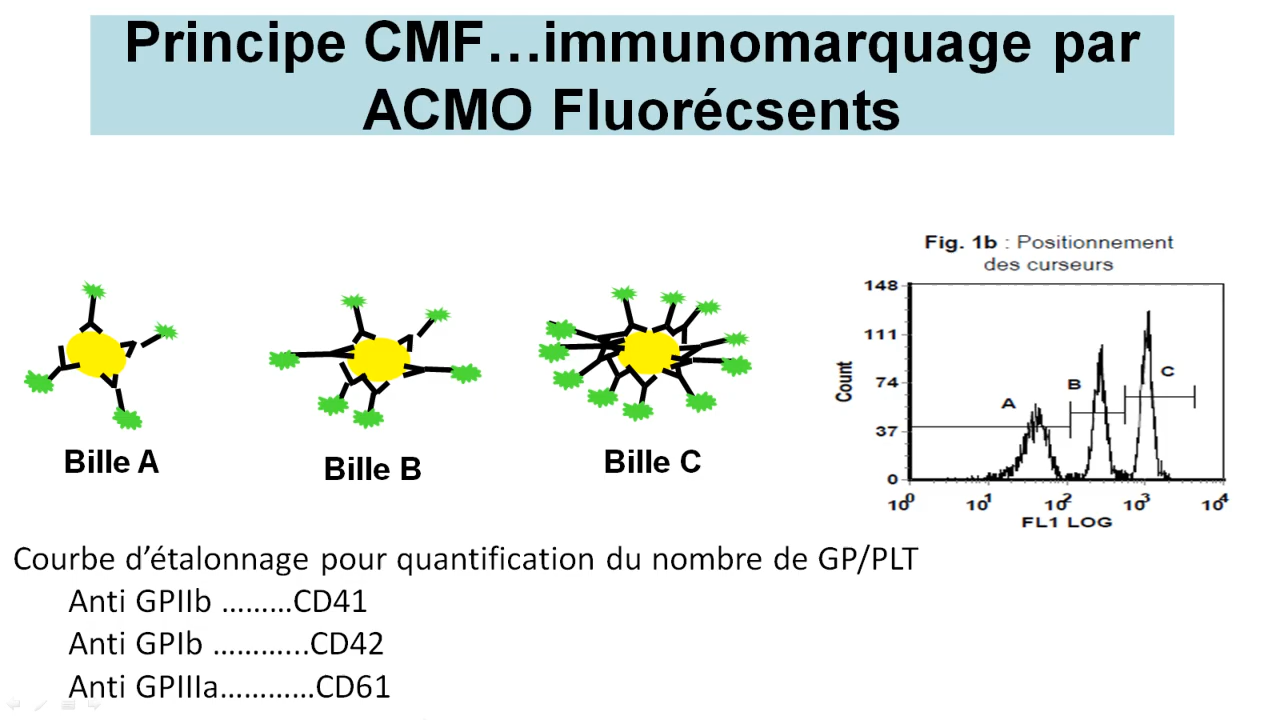 Principe CMF…immunomarquage par
ACMO Fluorécsents
Fig. 1b : Positionnement
des curseurs
148
111
74
37
0
Count
A
B
C
10⁰
10¹
10²
10³
10⁴
FL1 LOG
Bille A
Bille B
Bille C
Courbe d’étalonnage pour quantification du nombre de GP/PLT
Anti GPIIb ………CD41
Anti GPIb ………...CD42
Anti GPIIIa…………CD61